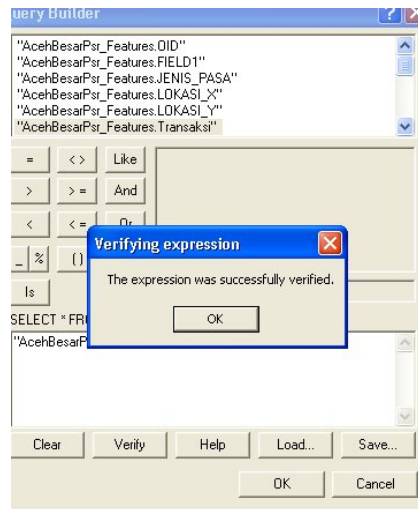 uery Builder
"AcehBesarPsr_Features.OID"
"AcehBesarPsr_Features.FIELD1"
"AcehBesarPsr_Features.JENIS_PASA"
"AcehBesarPsr_Features.LOKASI_X"
"AcehBesarPsr_Features.LOKASI_Y"
"AcehBesarPsr_Features.Transaksi"
= <> Like
> >= And
< <= Or
_ % ()
Is
Verifying expression
The expression was successfully verified.
OK
SELECT * FR
"AcehBesarP
Clear Verify Help Load... Save...
OK Cancel